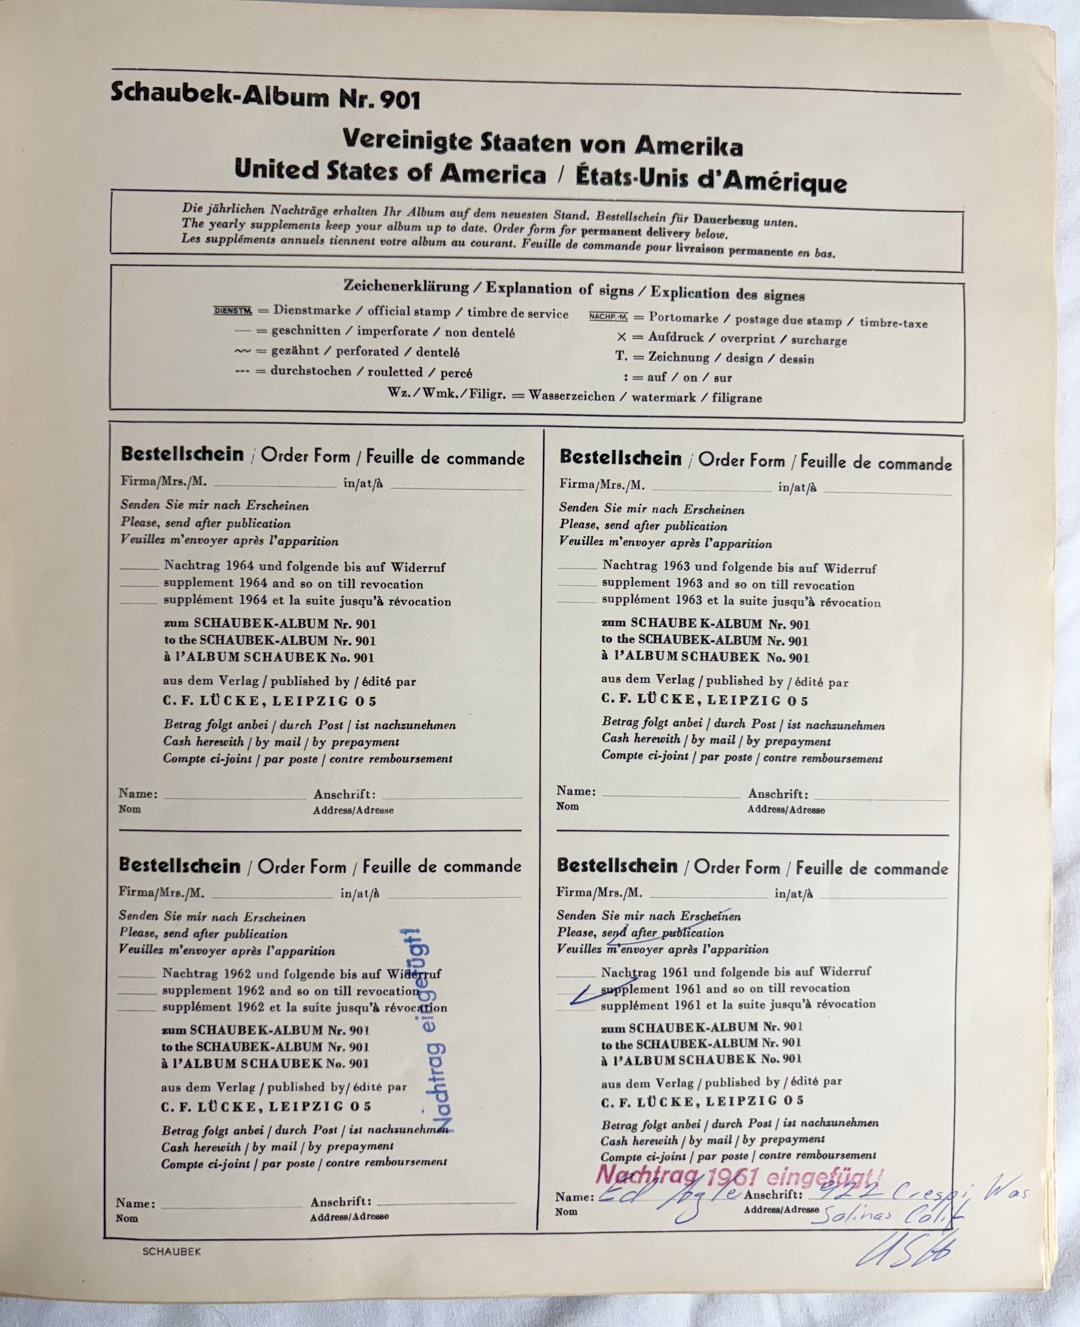 Schaubek-Album Nr. 901
Vereinigte Staaten von Amerika
United States of America / États-Unis d'Amérique
Die jährlichen Nachträge erhalten Ihr Album auf dem neuesten Stand. Bestellschein für Dauerbezug unten.
The yearly supplements keep your album up to date. Order form for permanent delivery below.
Les suppléments annuels tiennent votre album au courant. Feuille de commande pour livraison permanente en bas.
Zeichenerklärung / Explanation of signs / Explication des signes
DIENSTM. = Dienstmarke / official stamp / timbre de service
— = geschnitten / imperforate / non dentelé
~~ = gezähnt / perforated / dentelé
--- = durchstochen / rouletted / percé
NACHP.-M. = Portomarke / postage due stamp / timbre-taxe
X = Aufdruck / overprint / surcharge
T. = Zeichnung / design / dessin
: = auf / on / sur
Wz./Wmk./Filigr. = Wasserzeichen / watermark / filigrane
Bestellschein / Order Form / Feuille de commande
Firma/Mrs./M. in/at/à
Senden Sie mir nach Erscheinen
Please, send after publication
Veuillez m'envoyer après l'apparition
Nachtrag 1964 und folgende bis auf Widerruf
supplement 1964 and so on till revocation
supplément 1964 et la suite jusqu'à révocation
zum SCHAUBEK-ALBUM Nr. 901
to the SCHAUBEK-ALBUM Nr. 901
à l'ALBUM SCHAUBEK No. 901
aus dem Verlag / published by / édité par
C. F. LÜCKE, LEIPZIG O 5
Betrag folgt anbei / durch Post / ist nachzunehmen
Cash herewith / by mail / by prepayment
Compte ci-joint / par poste / contre remboursement
Name: Anschrift:
Nom Address/Adresse
Bestellschein / Order Form / Feuille de commande
Firma/Mrs./M. in/at/à
Senden Sie mir nach Erscheinen
Please, send after publication
Veuillez m'envoyer après l'apparition
Nachtrag 1963 und folgende bis auf Widerruf
supplement 1963 and so on till revocation
supplément 1963 et la suite jusqu'à révocation
zum SCHAUBEK-ALBUM Nr. 901
to the SCHAUBEK-ALBUM Nr. 901
à l'ALBUM SCHAUBEK No. 901
aus dem Verlag / published by / édité par
C. F. LÜCKE, LEIPZIG O 5
Betrag folgt anbei / durch Post / ist nachzunehmen
Cash herewith / by mail / by prepayment
Compte ci-joint / par poste / contre remboursement
Name: Anschrift:
Nom Address/Adresse
Bestellschein / Order Form / Feuille de commande
Firma/Mrs./M. in/at/à
Senden Sie mir nach Erscheinen
Please, send after publication
Veuillez m'envoyer après l'apparition
Nachtrag 1962 und folgende bis auf Widerruf
supplement 1962 and so on till revocation
supplément 1962 et la suite jusqu'à révocation
zum SCHAUBEK-ALBUM Nr. 901
to the SCHAUBEK-ALBUM Nr. 901
à l'ALBUM SCHAUBEK No. 901
aus dem Verlag / published by / édité par
C. F. LÜCKE, LEIPZIG O 5
Betrag folgt anbei / durch Post / ist nachzunehmen
Cash herewith / by mail / by prepayment
Compte ci-joint / par poste / contre remboursement
Nachtrag eingefügt!
Name: Anschrift:
Nom Address/Adresse
Bestellschein / Order Form / Feuille de commande
Firma/Mrs./M. in/at/à
Senden Sie mir nach Erscheinen
Please, send after publication
Veuillez m'envoyer après l'apparition
Nachtrag 1961 und folgende bis auf Widerruf
supplement 1961 and so on till revocation
supplément 1961 et la suite jusqu'à révocation
zum SCHAUBEK-ALBUM Nr. 901
to the SCHAUBEK-ALBUM Nr. 901
à l'ALBUM SCHAUBEK No. 901
aus dem Verlag / published by / édité par
C. F. LÜCKE, LEIPZIG O 5
Betrag folgt anbei / durch Post / ist nachzunehmen
Cash herewith / by mail / by prepayment
Compte ci-joint / par poste / contre remboursement
Nachtrag 1961 eingefügt!
Name: Ed Anschrift: 922 Crespi, Was
Nom Address/Adresse Salinas Calif
USA
SCHAUBEK